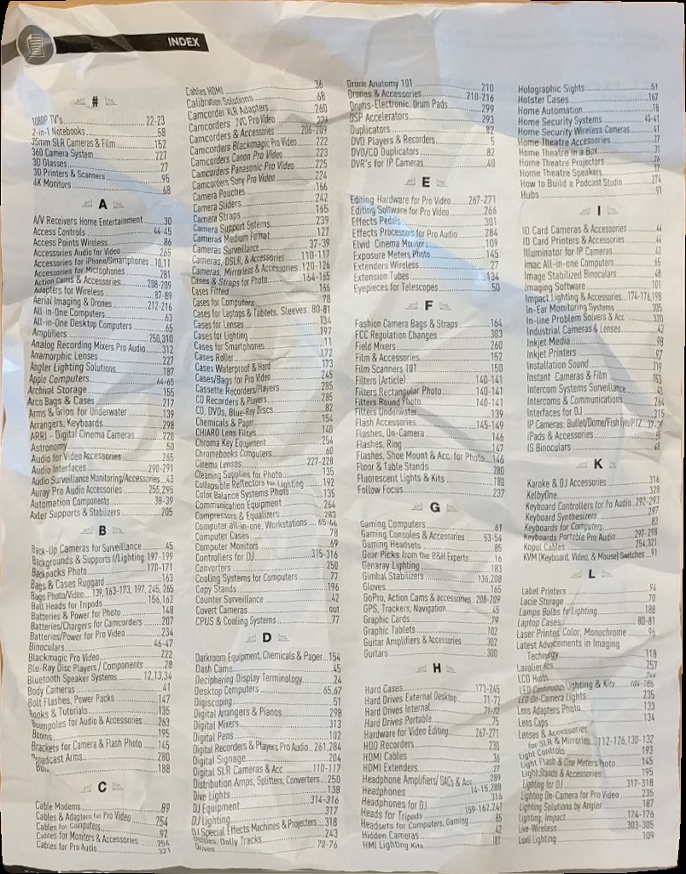 INDEX
#
1080P TV's 22-23
2-in-1 Notebooks 58
35mm SLR Cameras & Film 152
360 Camera System 227
3D Glasses 27
3D Printers & Scanners 95
4K Monitors 68
A
A/V Receivers Home Entertainment 30
Access Controls 44-45
Access Points Wireless 86
Accessories Audio for Video 265
Accessories for iPhone/Smartphones 10,11
Accessories for Microphones 281
Action Cams & Accessories 208-209
Adapters for Wireless 87-89
Aerial Imaging & Drones 212-216
All-in-One Computers 63
All-in-One Desktop Computers 65
Amplifiers 250,310
Analog Recording Mixers Pro Audio 312
Anamorphic Lenses 227
Angler Lighting Solutions 187
Apple Computers 64-65
Archival Storage 155
Arco Bags & Cases 165
Arms & Grips for Underwater 139
Arrangers, Keyboards 298
ARRI - Digital Cinema Cameras 220
Astronomy 50
Audio for Video Accessories 265
Audio Interfaces 290-291
Audio Surveillance Monitoring/Accessories 43
Auray Pro Audio Accessories 255,295
Automation Components 38-39
Axler Supports & Stabilizers 205
B
Back-Up Cameras for Surveillance 45
Backgrounds & Supports f/Lighting 197-199
Backpacks Photo 170-171
Bags & Cases Ruggard 163
Bags Photo/Video 139, 163-173, 197, 245, 265
Ball Heads for Tripods 156,162
Batteries & Power for Photo 148
Batteries/Chargers for Camcorders 207
Batteries/Power for Pro Video 234
Binoculars 46-47
Blackmagic Pro Video 222
Blu-Ray Disc Players / Components 28
Bluetooth Speaker Systems 12,13,34
Body Cameras 41
Bolt Flashes, Power Packs 147
Books & Tutorials 135
Boompoles for Audio & Accessories 263
Booms 195
Brackets for Camera & Flash Photo 145
Broadcast Arms 280
188
C
Cable Modems 89
Cables & Adapters for Pro Video 254
Cables for Computers 92
Cables for Monitors & Accessories 254
Cables for Pro Audio 321
Cables HDMI 36
Calibration Solutions 68
Camcorder XLR Adapters 260
Camcorders JVC Pro Video 224
Camcorders & Accessories 206-209
Camcorders Blackmagic Pro Video 222
Camcorders Canon Pro Video 223
Camcorders Panasonic Pro Video 225
Camcorders Sony Pro Video 224
Camera Pouches 166
Camera Sliders 242
Camera Straps 165
Camera Support Systems 239
Cameras Medium Format 127
Cameras Surveillance 37-39
Cameras, DSLR, & Accessories 110-117
Cameras, Mirrorless & Accessories 120-126
Cases & Straps for Photo 164-165
Cases Fitted 166
Cases for Computers 78
Cases for Laptops & Tablets, Sleeves 80-81
Cases for Lenses 134
Cases for Lighting 197
Cases for Smartphones 11
Cases Roller 172
Cases Waterproof & Hard 173
Cases/Bags for Pro Video 245
Cassette Recorders/Players 285
CD Recorders & Players 285
CD, DVDs, Blue-Ray Discs 82
Chemicals & Paper 154
CHIARO Lens Filters 140
Chroma Key Equipment 254
Chromebooks Computers 60
Cinema Lenses 227-228
Cleaning Supplies for Photo 135
Collapsible Reflectors for Lighting 192
Color Balance Systems Photo 135
Communication Equipment 264
Compressors & Equalizers 283
Computer all-in-one, Workstations 65-66
Computer Cases 78
Computer Monitors 69
Controllers for DJ 315-316
Converters 250
Cooling Systems for Computers 77
Copy Stands 196
Counter Surveillance 42
Covert Cameras out
CPUS & Cooling Systems 77
D
Darkroom Equipment, Chemicals & Paper 154
Dash Cams 45
Deciphering Display Terminology 24
Desktop Computers 65,67
Digiscoping 51
Digital Arrangers & Pianos 298
Digital Mixers 313
Digital Pens 102
Digital Recorders & Players Pro Audio 261,284
Digital Signage 204
Digital SLR Cameras & Acc 110-117
Distribution Amps, Splitters, Converters 250
Dive Lights 138
DJ Equipment 314-316
DJ Lighting 317
DJ Special Effects Machines & Projectors 318
Dollies, Dolly Tracks 243
Drives 70-76
Drone Anatomy 101 210
Drones & Accessories 210-216
Drums-Electronic, Drum Pads 299
DSP Accelerators 293
Duplicators 82
DVD Players & Recorders 5
DVD/CD Duplicators 82
DVR's for IP Cameras 40
E
Editing Hardware for Pro Video 267-271
Editing Software for Pro Video 266
Effects Pedals 301
Effects Processors for Pro Audio 284
Elvid Cinema Movies 109
Exposure Meters Photo 145
Extenders Wireless 27
Extension Tubes 134
Eyepieces for Telescopes 50
F
Fashion Camera Bags & Straps 164
FCC Regulation Changes 303
Field Mixers 260
Film & Accessories 152
Film Scanners 101 150
Filters (Article) 140-141
Filters Rectangular Photo 140-141
Filters Round Photo 140-141
Filters Underwater 139
Flash Accessories 145-149
Flashes, On-Camera 146
Flashes, Ring 147
Flashes, Shoe Mount & Acc. for Photo 146
Floor & Table Stands 280
Fluorescent Lights & Kits 183
Follow Focus 237
G
Gaming Computers 61
Gaming Consoles & Accessories 53-54
Gaming Headsets 85
Gear Picks from the B&H Experts 16
Genaray Lighting 183
Gimbal Stabilizers 136,208
Gloves 165
GoPro, Action Cams & accessories 208-209
GPS, Trackers, Navigation 45
Graphic Cards 79
Graphic Tablets 102
Guitar Amplifiers & Accessories 302
Guitars 300
H
Hard Cases 173-245
Hard Drives External Desktop 71-72
Hard Drives Internal 72-77
Hard Drives Portable 75
Hardware for Video Editing 267-271
HDD Recorders 230
HDMI Cables 36
HDMI Extenders 27
Headphone Amplifiers/ DACs & Acc 289
Headphones 14-15,288
Headphones for DJ 316
Heads for Tripods 159-162,241
Headsets for Computers, Gaming 85
Hidden Cameras 42
HMI Lighting Kits 181
Holographic Sights 51
Holster Cases 167
Home Automation 18
Home Security Systems 40-41
Home Security Wireless Cameras 41
Home Theatre Accessories 27
Home Theatre in a Box 31
Home Theatre Projectors 26
Home Theatre Speakers 32
How to Build a Podcast Studio 274
Hubs 91
I
ID Card Cameras & Accessories 44
ID Card Printers & Accessories 44
Illuminator for IP Cameras 43
imac All-in-one Computers 65
Image Stabilized Binoculars 48
Imaging Software 101
Impact Lighting & Accessories 174-176,198
In-Ear Monitoring Systems 305
In-line Problem Solvers & Acc 305
Industrial Cameras & Lenses 42
Inkjet Media 98
Inkjet Printers 97
Installation Sound 319
Instant Cameras & Film 153
Intercom Systems Surveillance 43
Intercoms & Communications 264
Interfaces for DJ 315
IP Cameras: Bullet/Dome/Fish Eye/PTZ 37-39
iPads & Accessories 8
IS Binoculars 41
K
Karoke & DJ Accessories 316
KelbyOne 328
Keyboard Controllers for Pro Audio 292-293
Keyboard Synthesizers 297
Keyboards for Computers 83
Keyboards Portable Pro Audio 297-298
Kopul Cables 254,321
KVM (Keyboard, Video, & Mouse) Switches 91
L
Label Printers 94
Lacie Storage 70
Lamps Bulbs for Lighting 188
Laptop Cases 80-81
Laser Printers Color, Monochrome 96
Latest Advacements in Imaging
Technology 118
Lavalier Mics 257
LCD Hoods 244
LED Continuous Lighting & Kits 184-186
LED On-Camera Lights 235
Lens Adapters Photo 133
Lens Caps 134
Lenses & Accessories
for SLR & Mirrorless 112-126,130-132
Light Controls 193
Light Flash & One Meters Photo 145
Light Stands & Accessories 195
Lighting for DJ 317-318
Lighting On-Camera for Pro Video 235
Lighting Solutions by Angler 187
Lighting, Impact 174-176
Live-Wireless 303-305
Luxli Lighting 109